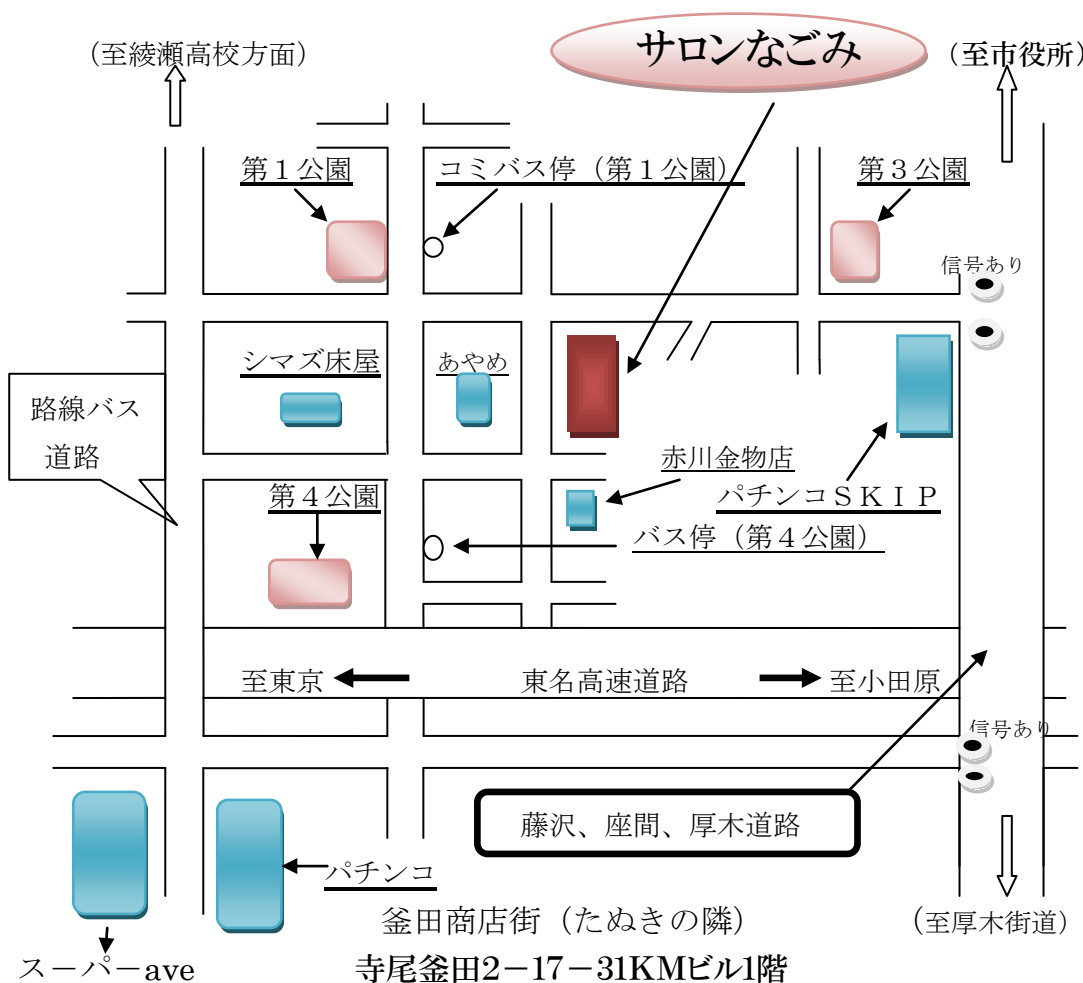 サロンなごみ
（至綾瀬高校方面）
（至市役所）
第１公園
コミバス停（第１公園）
第３公園
信号あり
シマズ床屋
あやめ
路線バス
道路
赤川金物店
第４公園
パチンコＳＫＩＰ
バス停（第４公園）
至東京
東名高速道路
至小田原
信号あり
藤沢、座間、厚木道路
パチンコ
釜田商店街（たぬきの隣）
（至厚木街道）
スーパーave
寺尾釜田2－17－31KMビル1階